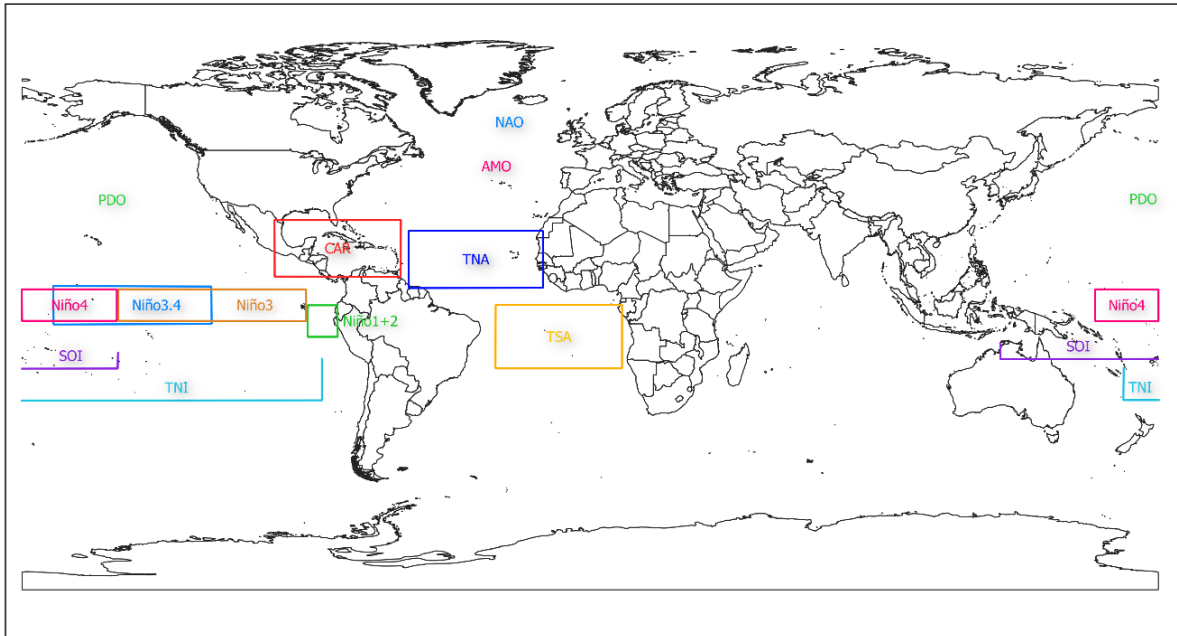 NAO
AMO
PDO
PDO
CAR
TNA
Niño4
Niño3.4
Niño3
Niño1+2
Niño4
TSA
SOI
SOI
TNI
TNI